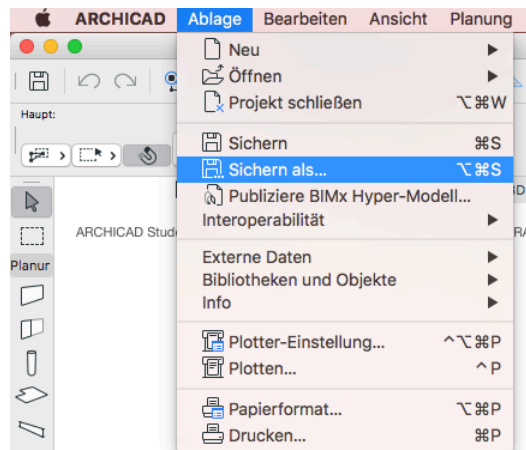 ARCHICAD Ablage Bearbeiten Ansicht Planung
Neu
Öffnen
Projekt schließen ⌥⌘W
Haupt:
Sichern ⌘S
Sichern als... ⌥⌘S
Publiziere BIMx Hyper-Modell...
Interoperabilität
ARCHICAD Stude
Externe Daten
Planur
Bibliotheken und Objekte
Info
Plotter-Einstellung... ^⌥⌘P
Plotten... ^P
Papierformat... ⌥⌘P
Drucken... ⌘P